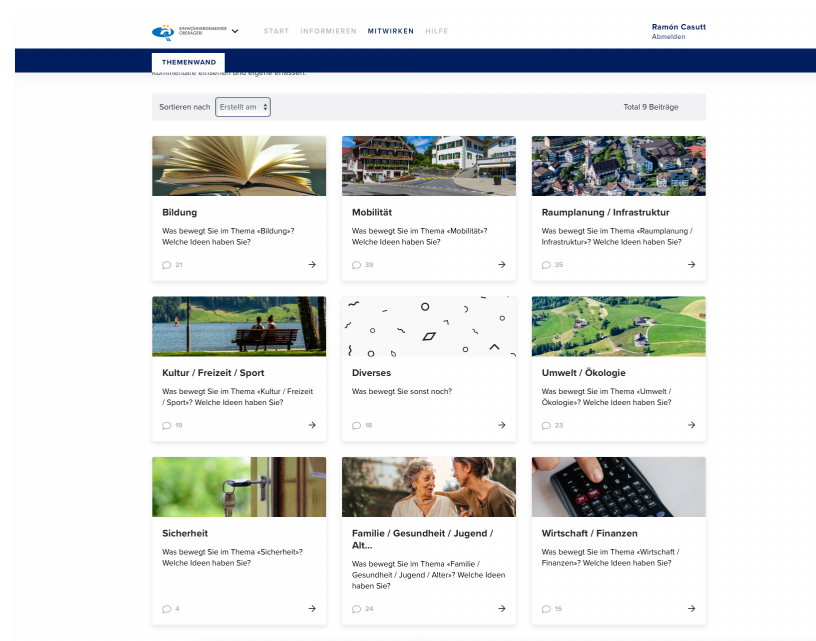 EINWOHNERGEMEINDE
OBERÄGERI
START INFORMIEREN MITWIRKEN HILFE
Ramón Casutt
Abmelden
THEMENWAND
Kommentare einsehen und eigene erfassen.
Sortieren nach Erstellt am
Total 9 Beiträge
Bildung
Was bewegt Sie im Thema «Bildung»?
Welche Ideen haben Sie?
21
Mobilität
Was bewegt Sie im Thema «Mobilität»?
Welche Ideen haben Sie?
39
Raumplanung / Infrastruktur
Was bewegt Sie im Thema «Raumplanung /
Infrastruktur»? Welche Ideen haben Sie?
35
Kultur / Freizeit / Sport
Was bewegt Sie im Thema «Kultur / Freizeit
/ Sport»? Welche Ideen haben Sie?
19
Diverses
Was bewegt Sie sonst noch?
18
Umwelt / Ökologie
Was bewegt Sie im Thema «Umwelt /
Ökologie»? Welche Ideen haben Sie?
23
Sicherheit
Was bewegt Sie im Thema «Sicherheit»?
Welche Ideen haben Sie?
4
Familie / Gesundheit / Jugend /
Alt...
Was bewegt Sie im Thema «Familie /
Gesundheit / Jugend / Alter»? Welche Ideen
haben Sie?
24
Wirtschaft / Finanzen
Was bewegt Sie im Thema «Wirtschaft /
Finanzen»? Welche Ideen haben Sie?
15